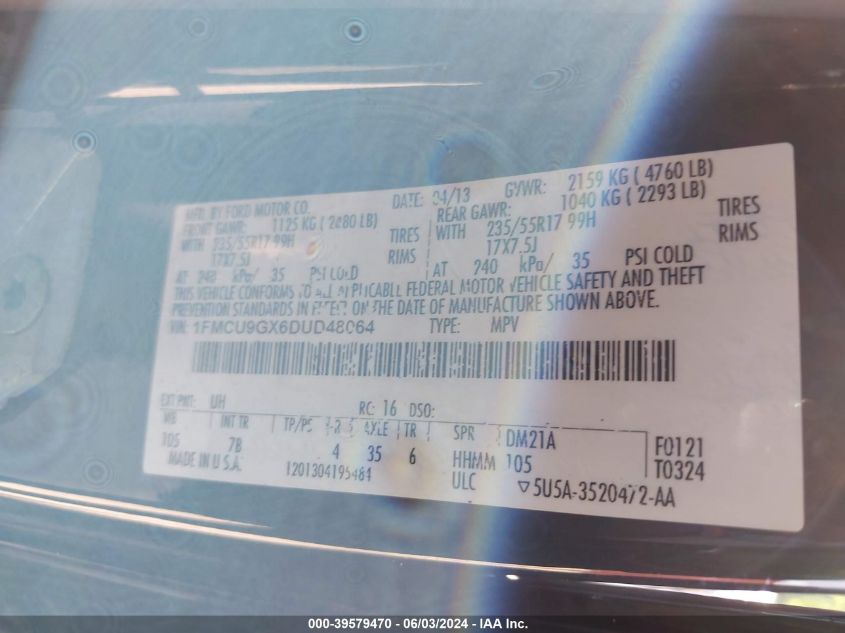 MFD. BY FORD MOTOR CO. DATE: 04/13 GVWR: 2159 KG ( 4760 LB)
FRONT GAWR: 1125 KG ( 2480 LB) REAR GAWR: 1040 KG ( 2293 LB)
WITH 235/55R17 99H TIRES WITH 235/55R17 99H TIRES
17X7.5J RIMS 17X7.5J RIMS
AT 240 kPa/ 35 PSI COLD AT 240 kPa/ 35 PSI COLD
THIS VEHICLE CONFORMS TO ALL APPLICABLE FEDERAL MOTOR VEHICLE SAFETY AND THEFT
PREVENTION STANDARDS IN EFFECT ON THE DATE OF MANUFACTURE SHOWN ABOVE.
VIN: 1FMCU9GX6DUD48064 TYPE: MPV
EXT PNT: UH RC: 16 DSO:
WB INT TR TP/PS AXLE TR SPR DM21A F0121
105 7B 4 35 6 HHMM 105 T0324
MADE IN U.S.A. 1201304195484 ULC 5U5A-3520472-AA
000-39579470 - 06/03/2024 - IAA Inc.